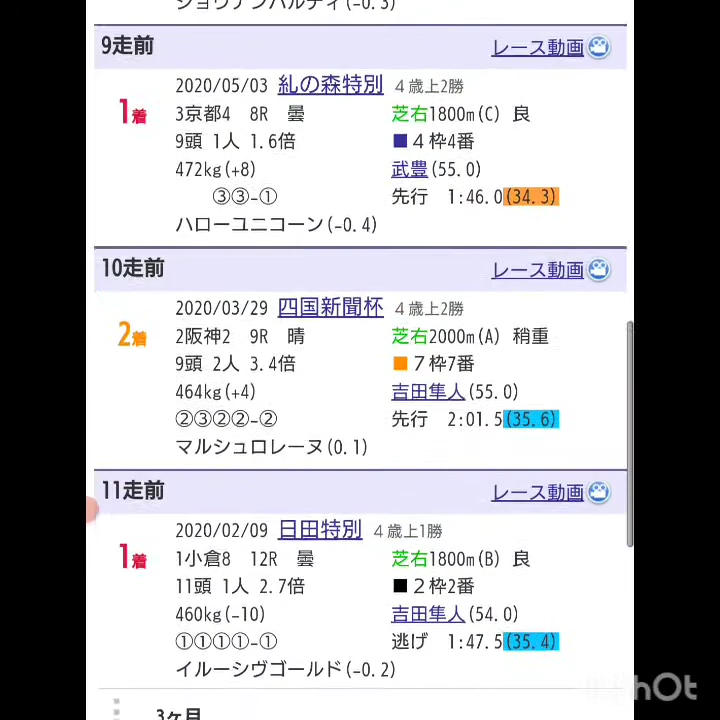 ショウナンバルディ(-0.3)
9走前 レース動画
2020/05/03 糺の森特別 4歳上2勝
1着 3京都4 8R 曇 芝右1800m(C) 良
9頭 1人 1.6倍 ■4枠4番
472kg(+8) 武豊(55.0)
③③-① 先行 1:46.0(34.3)
ハローユニコーン(-0.4)
10走前 レース動画
2020/03/29 四国新聞杯 4歳上2勝
2着 2阪神2 9R 晴 芝右2000m(A) 稍重
9頭 2人 3.4倍 ■7枠7番
464kg(+4) 吉田隼人(55.0)
②③②②-② 先行 2:01.5(35.6)
マルシュロレーヌ(0.1)
11走前 レース動画
2020/02/09 日田特別 4歳上1勝
1着 1小倉8 12R 曇 芝右1800m(B) 良
11頭 1人 2.7倍 ■2枠2番
460kg(-10) 吉田隼人(54.0)
①①①①-① 逃げ 1:47.5(35.4)
イルーシヴゴールド(-0.2)
3ヶ月